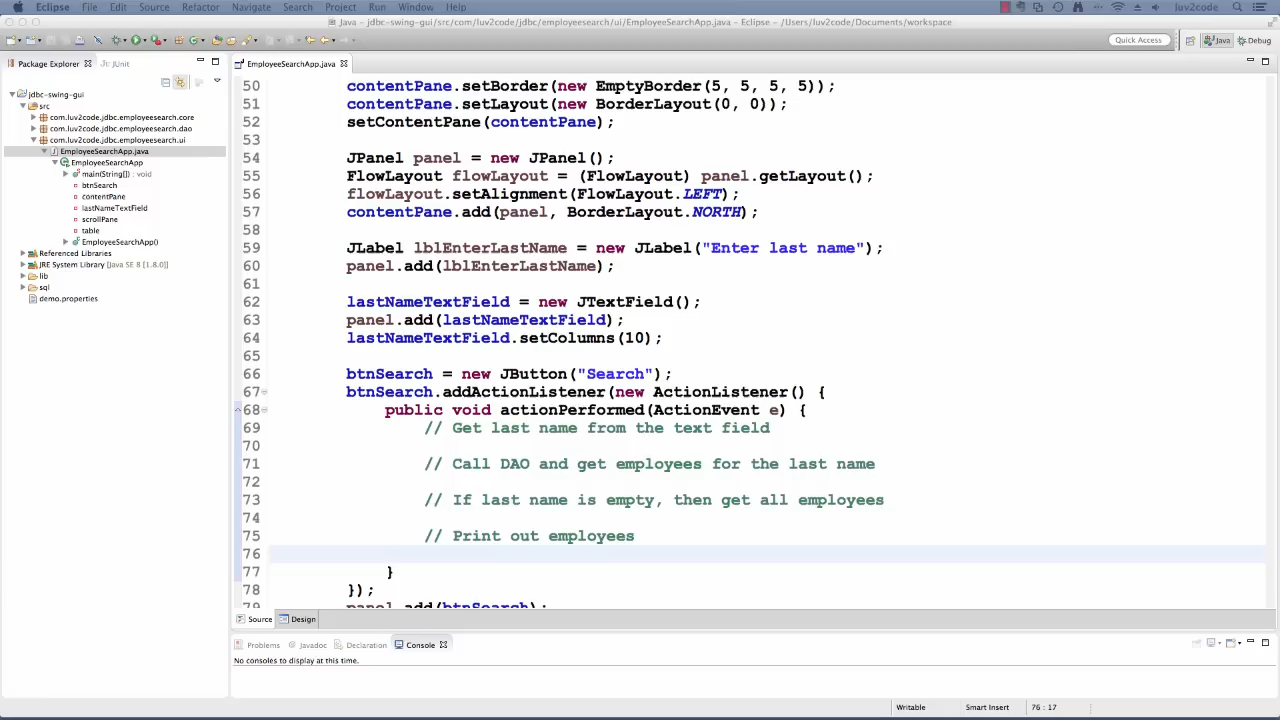 Eclipse File Edit Source Refactor Navigate Search Project Run Window Help luv2code
Java - jdbc-swing-gui/src/com/luv2code/jdbc/employeesearch/ui/EmployeeSearchApp.java - Eclipse - /Users/luv2code/Documents/workspace
Quick Access Java Debug
Package Explorer JUnit
jdbc-swing-gui
src
com.luv2code.jdbc.employeesearch.core
com.luv2code.jdbc.employeesearch.dao
com.luv2code.jdbc.employeesearch.ui
EmployeeSearchApp.java
EmployeeSearchApp
main(String[]) : void
btnSearch
contentPane
lastNameTextField
scrollPane
table
EmployeeSearchApp()
Referenced Libraries
JRE System Library [Java SE 8 [1.8.0]]
lib
sql
demo.properties
EmployeeSearchApp.java
50 contentPane.setBorder(new EmptyBorder(5, 5, 5, 5));
51 contentPane.setLayout(new BorderLayout(0, 0));
52 setContentPane(contentPane);
53
54 JPanel panel = new JPanel();
55 FlowLayout flowLayout = (FlowLayout) panel.getLayout();
56 flowLayout.setAlignment(FlowLayout.LEFT);
57 contentPane.add(panel, BorderLayout.NORTH);
58
59 JLabel lblEnterLastName = new JLabel("Enter last name");
60 panel.add(lblEnterLastName);
61
62 lastNameTextField = new JTextField();
63 panel.add(lastNameTextField);
64 lastNameTextField.setColumns(10);
65
66 btnSearch = new JButton("Search");
67 btnSearch.addActionListener(new ActionListener() {
68 public void actionPerformed(ActionEvent e) {
69 // Get last name from the text field
70
71 // Call DAO and get employees for the last name
72
73 // If last name is empty, then get all employees
74
75 // Print out employees
76
77 }
78 });
79 panel.add(btnSearch);
Source Design
Problems Javadoc Declaration Console
No consoles to display at this time.
Writable Smart Insert 76 : 17